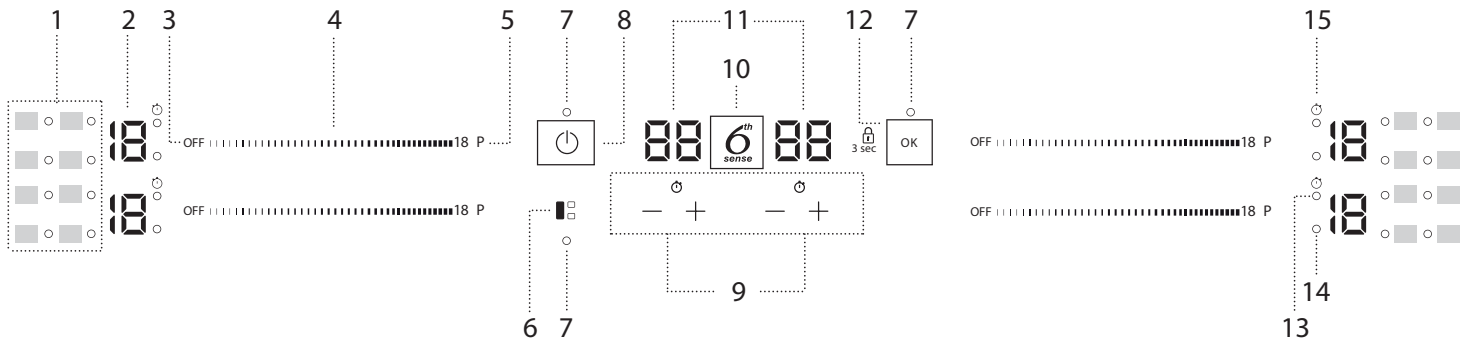 1 2 3 4 5 7 8 11 12 7 15
10
18 OFF 18 P 88 6th sense 88 3 sec OK OFF 18 P 18
18 OFF 18 P − + − + OFF 18 P 18
6 7 9 13 14